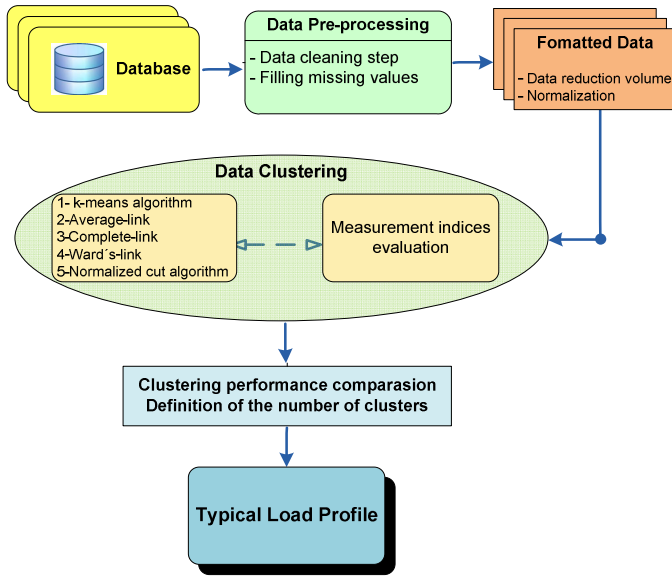 Database
Data Pre-processing
- Data cleaning step
- Filling missing values
Fomatted Data
- Data reduction volume
- Normalization
Data Clustering
1- k-means algorithm
2-Average-link
3-Complete-link
4-Ward´s-link
5-Normalized cut algorithm
Measurement indices
evaluation
Clustering performance comparasion
Definition of the number of clusters
Typical Load Profile